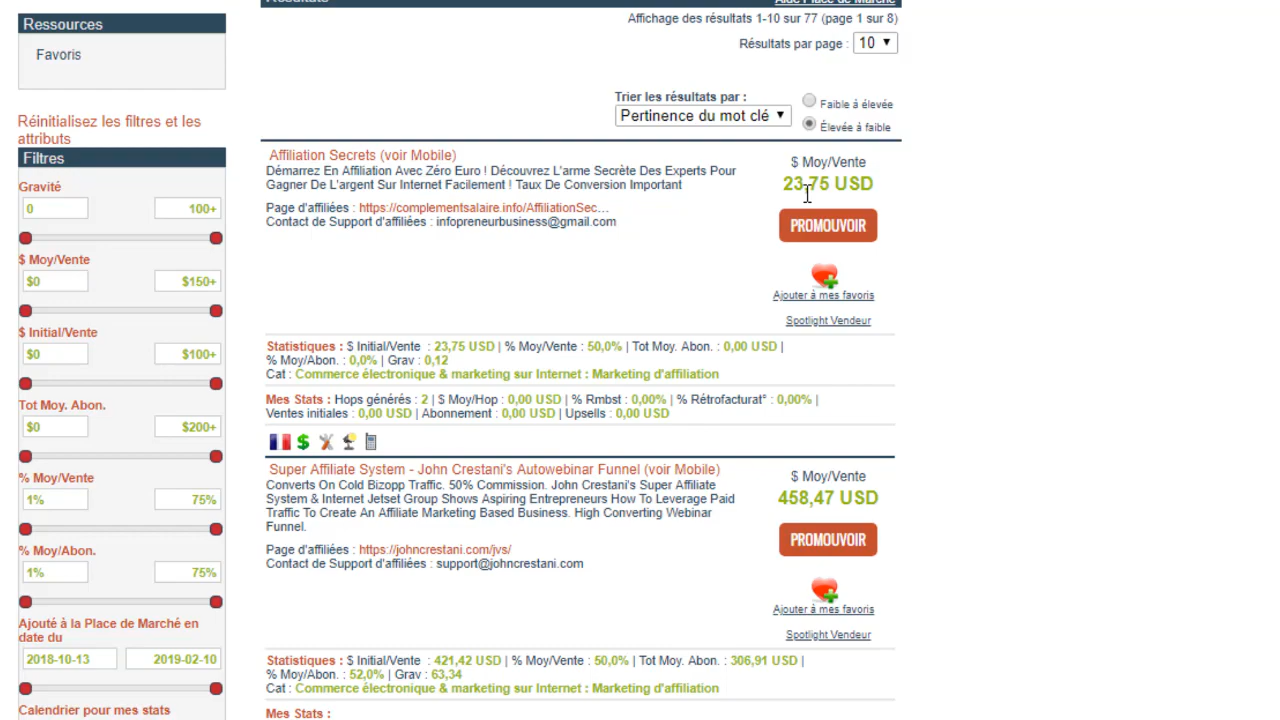 Ressources
Favoris
Réinitialisez les filtres et les
attributs
Filtres
Gravité
0 100+
$ Moy/Vente
$0 $150+
$ Initial/Vente
$0 $100+
Tot Moy. Abon.
$0 $200+
% Moy/Vente
1% 75%
% Moy/Abon.
1% 75%
Ajouté à la Place de Marché en
date du
2018-10-13 2019-02-10
Calendrier pour mes stats
Résultats Aide Place de Marché
Affichage des résultats 1-10 sur 77 (page 1 sur 8)
Résultats par page : 10
Trier les résultats par :
Pertinence du mot clé
Faible à élevée
Élevée à faible
Affiliation Secrets (voir Mobile)
Démarrez En Affiliation Avec Zéro Euro ! Découvrez L'arme Secrète Des Experts Pour
Gagner De L'argent Sur Internet Facilement ! Taux De Conversion Important
Page d'affiliées : https://complementsalaire.info/AffiliationSec...
Contact de Support d'affiliées : infopreneurbusiness@gmail.com
$ Moy/Vente
23,75 USD
PROMOUVOIR
Ajouter à mes favoris
Spotlight Vendeur
Statistiques : $ Initial/Vente : 23,75 USD | % Moy/Vente : 50,0% | Tot Moy. Abon. : 0,00 USD |
% Moy/Abon. : 0,0% | Grav : 0,12
Cat : Commerce électronique & marketing sur Internet : Marketing d'affiliation
Mes Stats : Hops générés : 2 | $ Moy/Hop : 0,00 USD | % Rmbst : 0,00% | % Rétrofacturat° : 0,00% |
Ventes initiales : 0,00 USD | Abonnement : 0,00 USD | Upsells : 0,00 USD
Super Affiliate System - John Crestani's Autowebinar Funnel (voir Mobile)
Converts On Cold Bizopp Traffic. 50% Commission. John Crestani's Super Affiliate
System & Internet Jetset Group Shows Aspiring Entrepreneurs How To Leverage Paid
Traffic To Create An Affiliate Marketing Based Business. High Converting Webinar
Funnel.
Page d'affiliées : https://johncrestani.com/jvs/
Contact de Support d'affiliées : support@johncrestani.com
$ Moy/Vente
458,47 USD
PROMOUVOIR
Ajouter à mes favoris
Spotlight Vendeur
Statistiques : $ Initial/Vente : 421,42 USD | % Moy/Vente : 50,0% | Tot Moy. Abon. : 306,91 USD |
% Moy/Abon. : 52,0% | Grav : 63,34
Cat : Commerce électronique & marketing sur Internet : Marketing d'affiliation
Mes Stats :